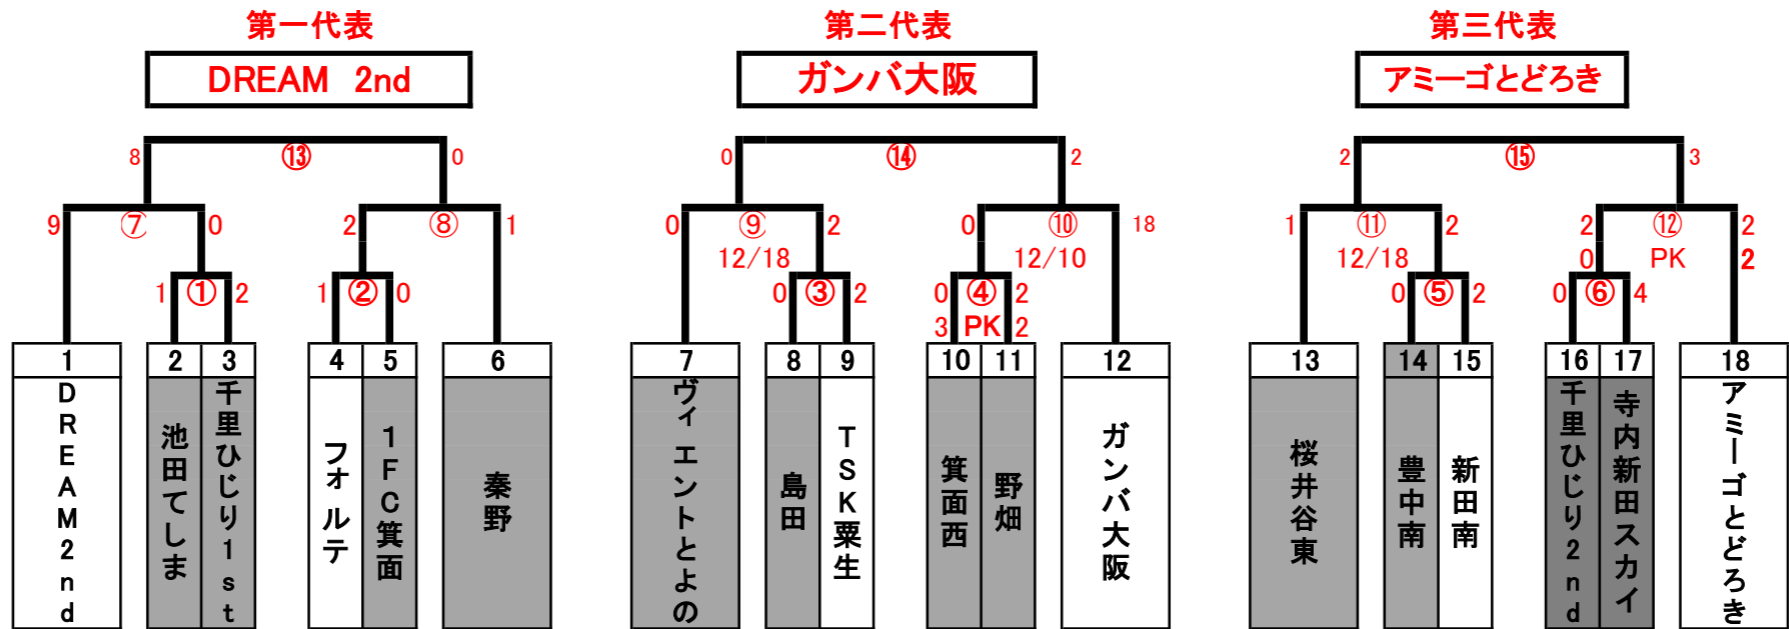 第一代表 第二代表 第三代表
DREAM 2nd ガンバ大阪 アミーゴとどろき
8 ⑬ 0 0 ⑭ 2 2 ⑮ 3
9 ⑦ 0 2 ⑧ 1 0 ⑨ 2 0 ⑩ 18 1 ⑪ 2 2 ⑫ 2
12/18 12/10 12/18 0 PK 2
1 ① 2 1 ② 0 0 ③ 2 0 ④ 2 0 ⑤ 2 0 ⑥ 4
3 PK 2
1 2 3 4 5 6 7 8 9 10 11 12 13 14 15 16 17 18
DREAM2nd
池田てしま
千里ひじり1st
フォルテ
1FC箕面
秦野
ヴィエントとよの
島田
TSK粟生
箕面西
野畑
ガンバ大阪
桜井谷東
豊中南
新田南
千里ひじり2nd
寺内新田スカイ
アミーゴとどろき